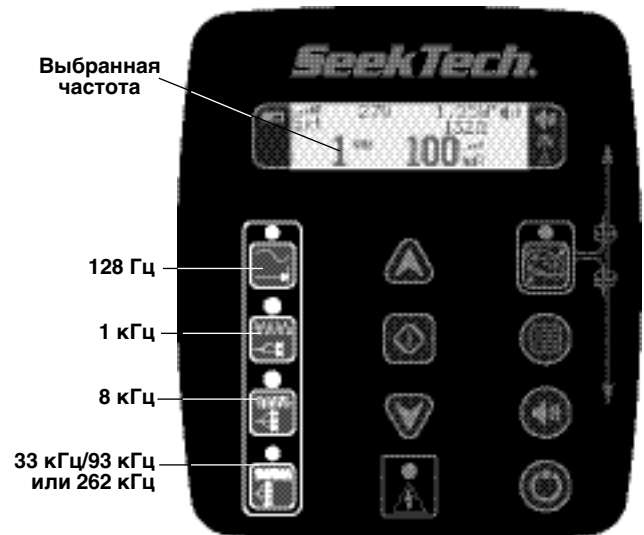 SeekTech.
Выбранная
частота
1
100
128 Гц
1 кГц
8 кГц
33 кГц/93 кГц
или 262 кГц